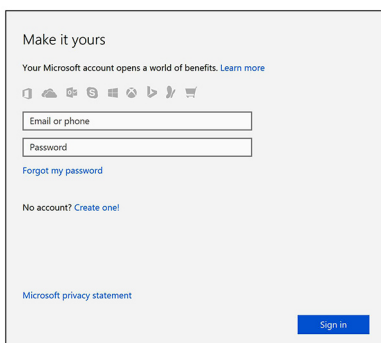 Make it yours
Your Microsoft account opens a world of benefits. Learn more
Email or phone
Password
Forgot my password
No account? Create one!
Microsoft privacy statement
Sign in